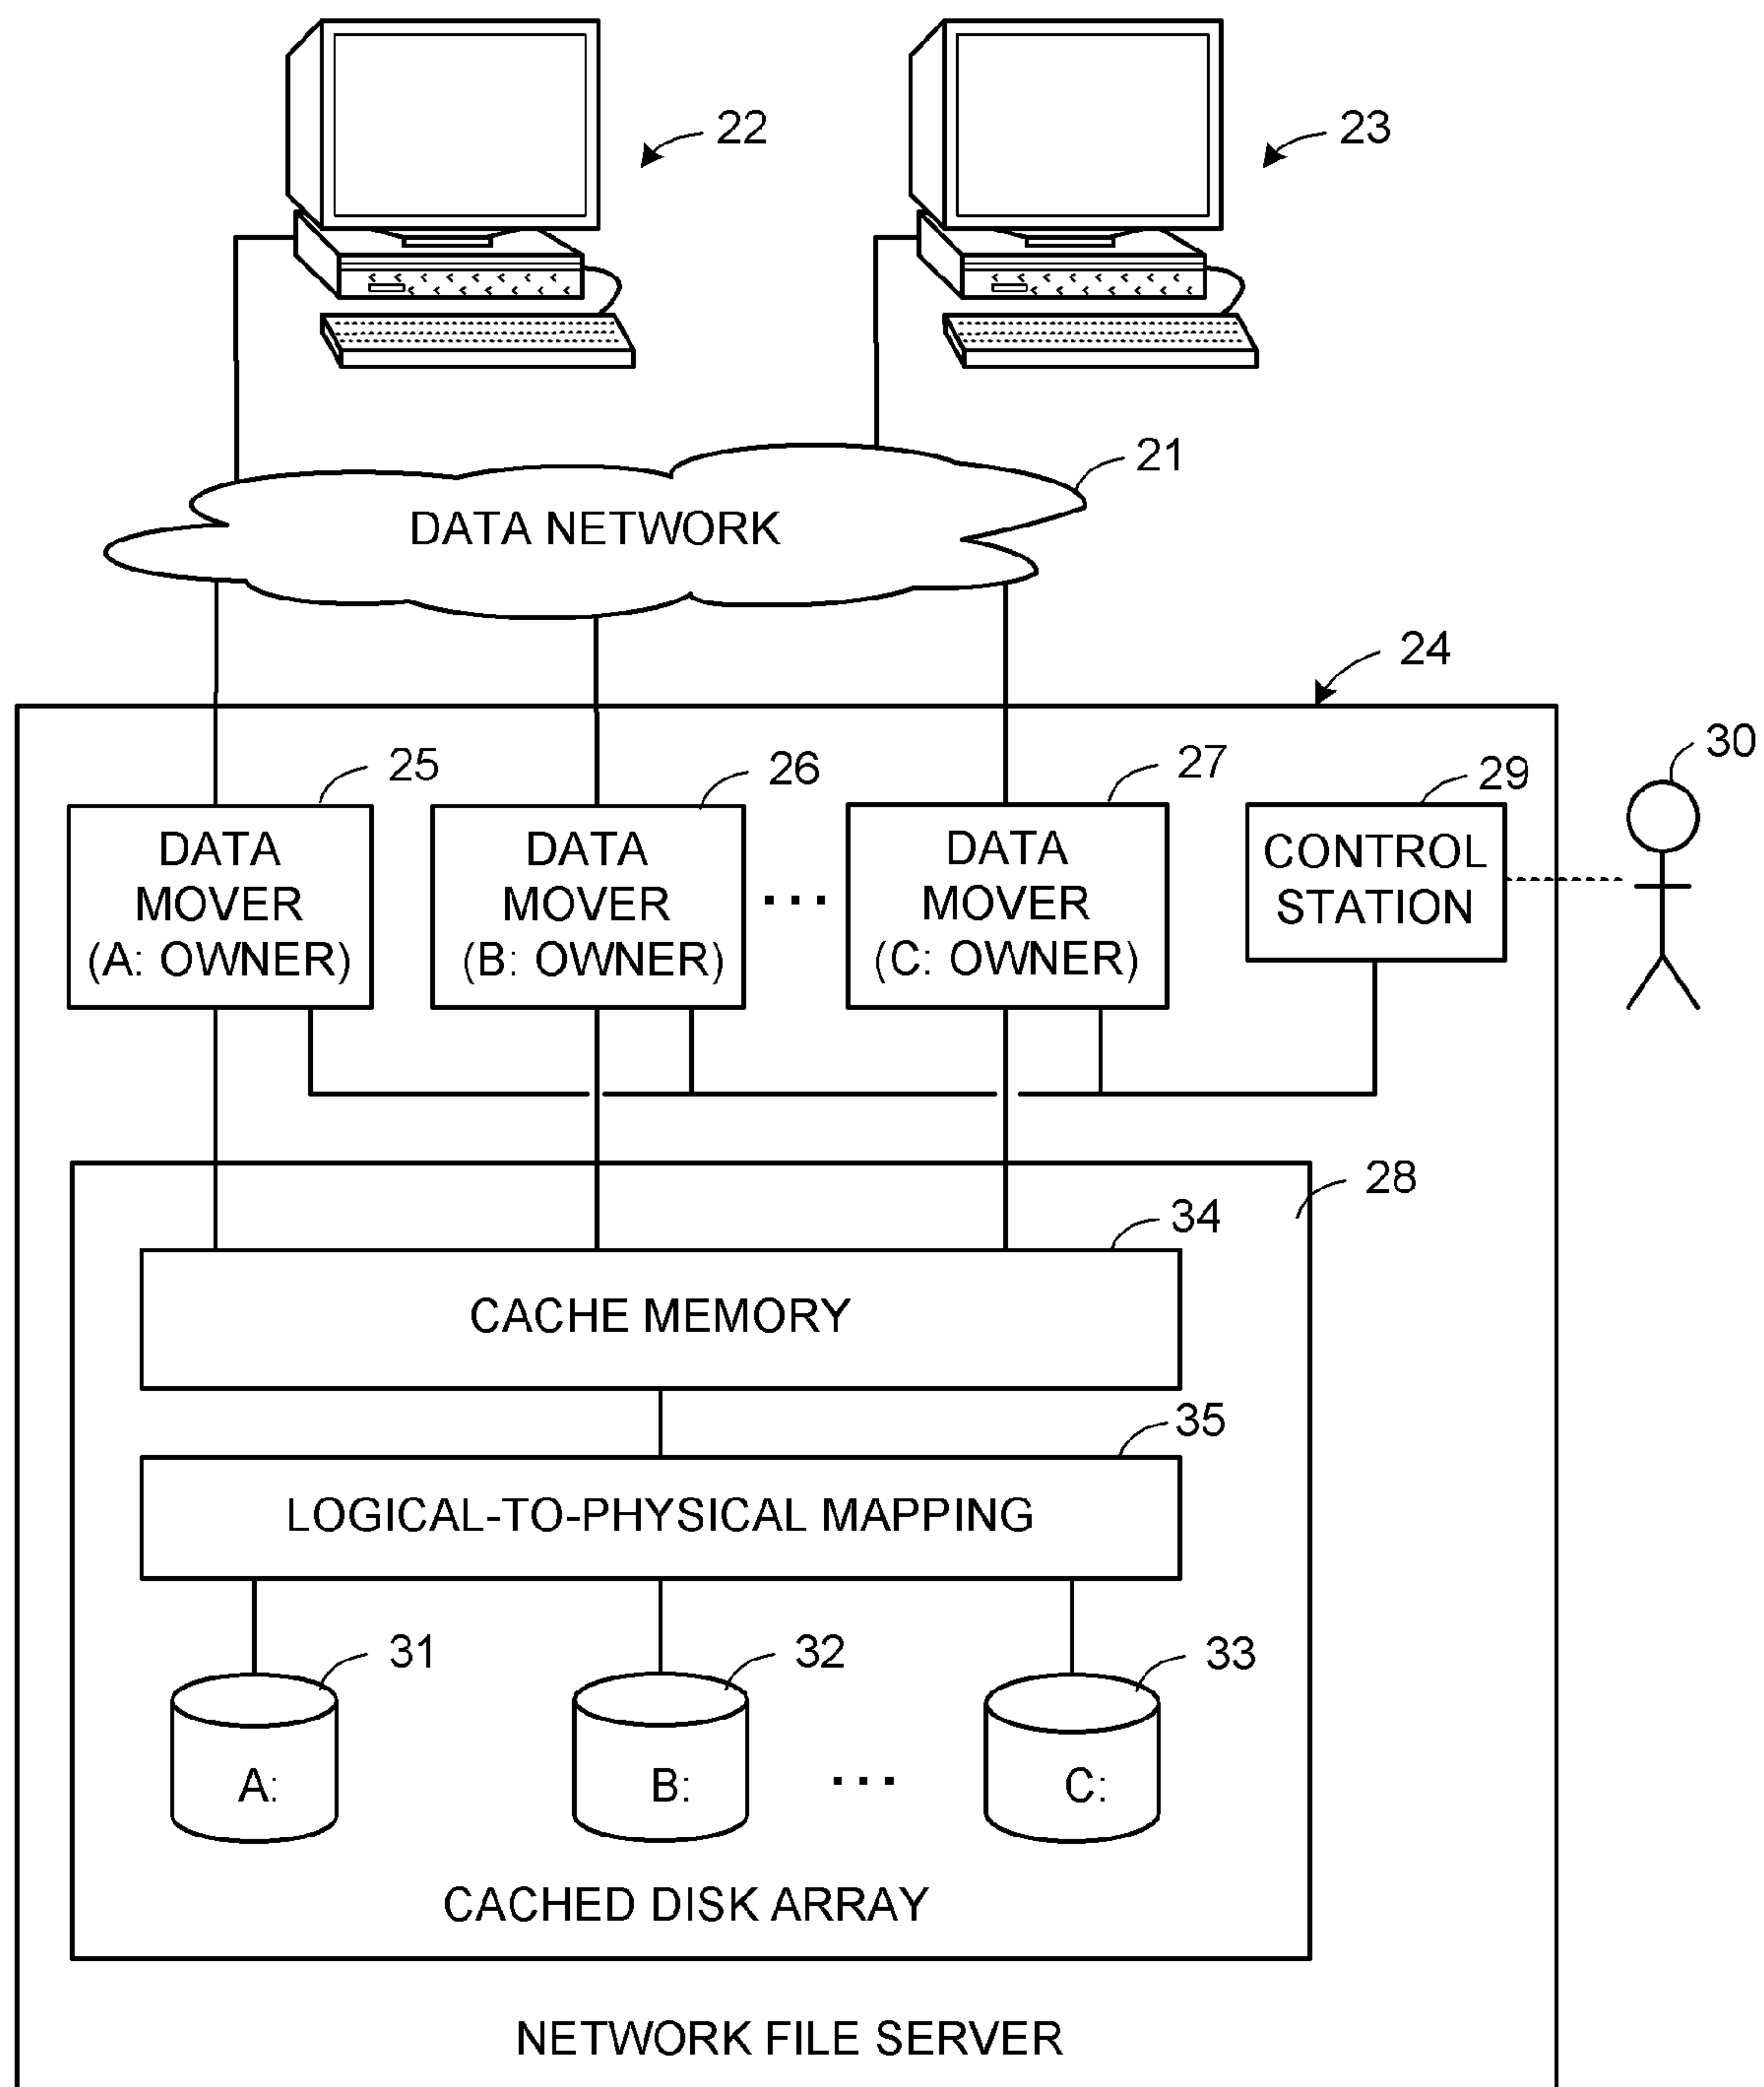 22
23
21
DATA NETWORK
24
30
25
26
27
29
DATA
MOVER
(A: OWNER)
DATA
MOVER
(B: OWNER)
...
DATA
MOVER
(C: OWNER)
CONTROL
STATION
28
34
CACHE MEMORY
35
LOGICAL-TO-PHYSICAL MAPPING
31
32
33
A:
B:
...
C:
CACHED DISK ARRAY
NETWORK FILE SERVER